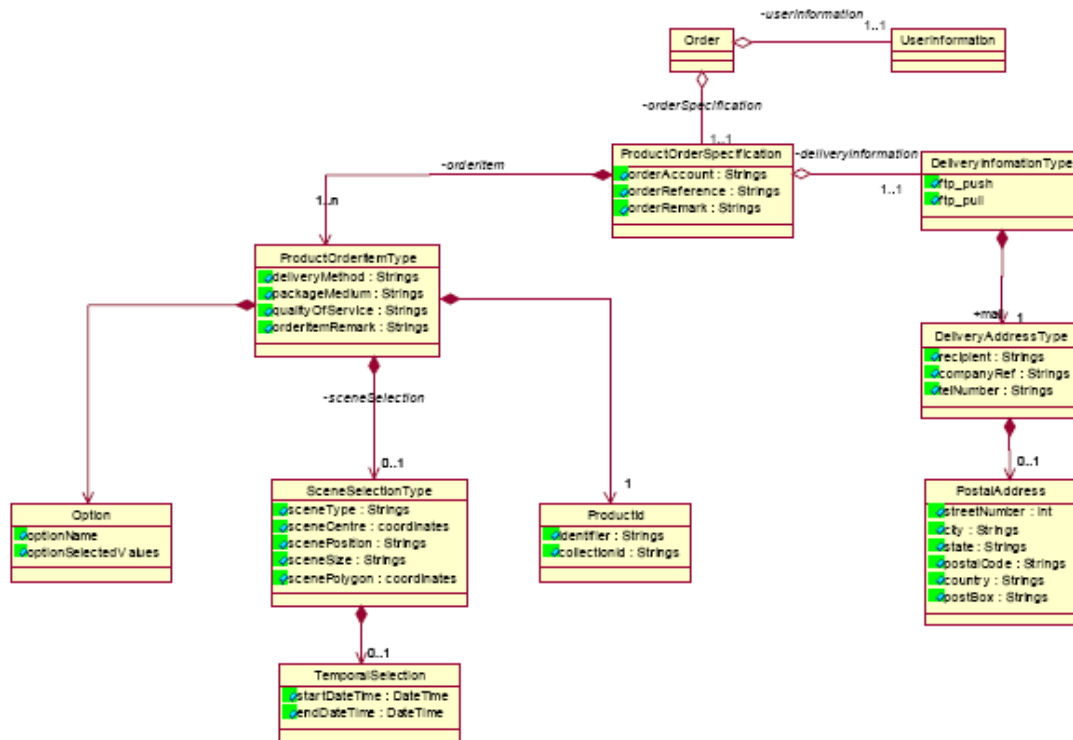 -userInformation
1..1
Order
UserInformation
-orderSpecification
1..1
ProductOrderSpecification
orderAccount : Strings
orderReference : Strings
orderRemark : Strings
-deliveryInformation
1..1
DeliveryInfomationType
ftp_push
ftp_pull
-orderItem
1..n
ProductOrderItemType
deliveryMethod : Strings
packageMedium : Strings
qualityOfService : Strings
orderItemRemark : Strings
1
DeliveryAddressType
recipient : Strings
companyRef : Strings
telNumber : Strings
-sceneSelection
0..1
0..1
1
Option
optionName
optionSelectedValues
SceneSelectionType
sceneType : Strings
sceneCentre : coordinates
scenePosition : Strings
sceneSize : Strings
scenePolygon : coordinates
ProductId
identifier : Strings
collectionId : Strings
PostalAddress
streetNumber : Int
city : Strings
state : Strings
postalCode : Strings
country : Strings
postBox : Strings
0..1
TemporalSelection
startDateTime : DateTime
endDateTime : DateTime